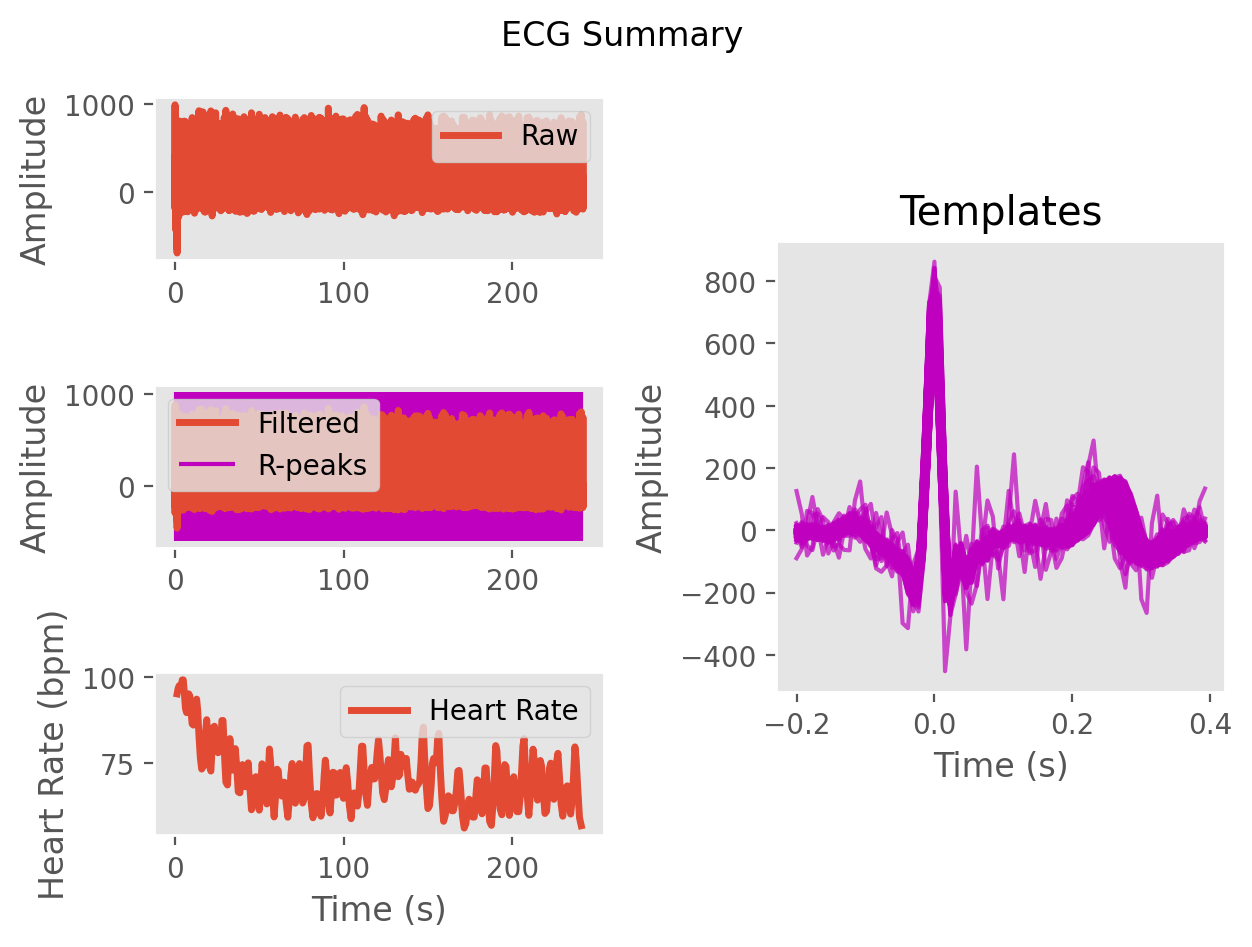 ECG Summary
Amplitude
1000
0
Raw
0 100 200
Amplitude
1000
0
Filtered
R-peaks
0 100 200
Heart Rate (bpm)
100
75
Heart Rate
0 100 200
Time (s)
Templates
Amplitude
800
600
400
200
0
−200
−400
−0.2 0.0 0.2 0.4
Time (s)